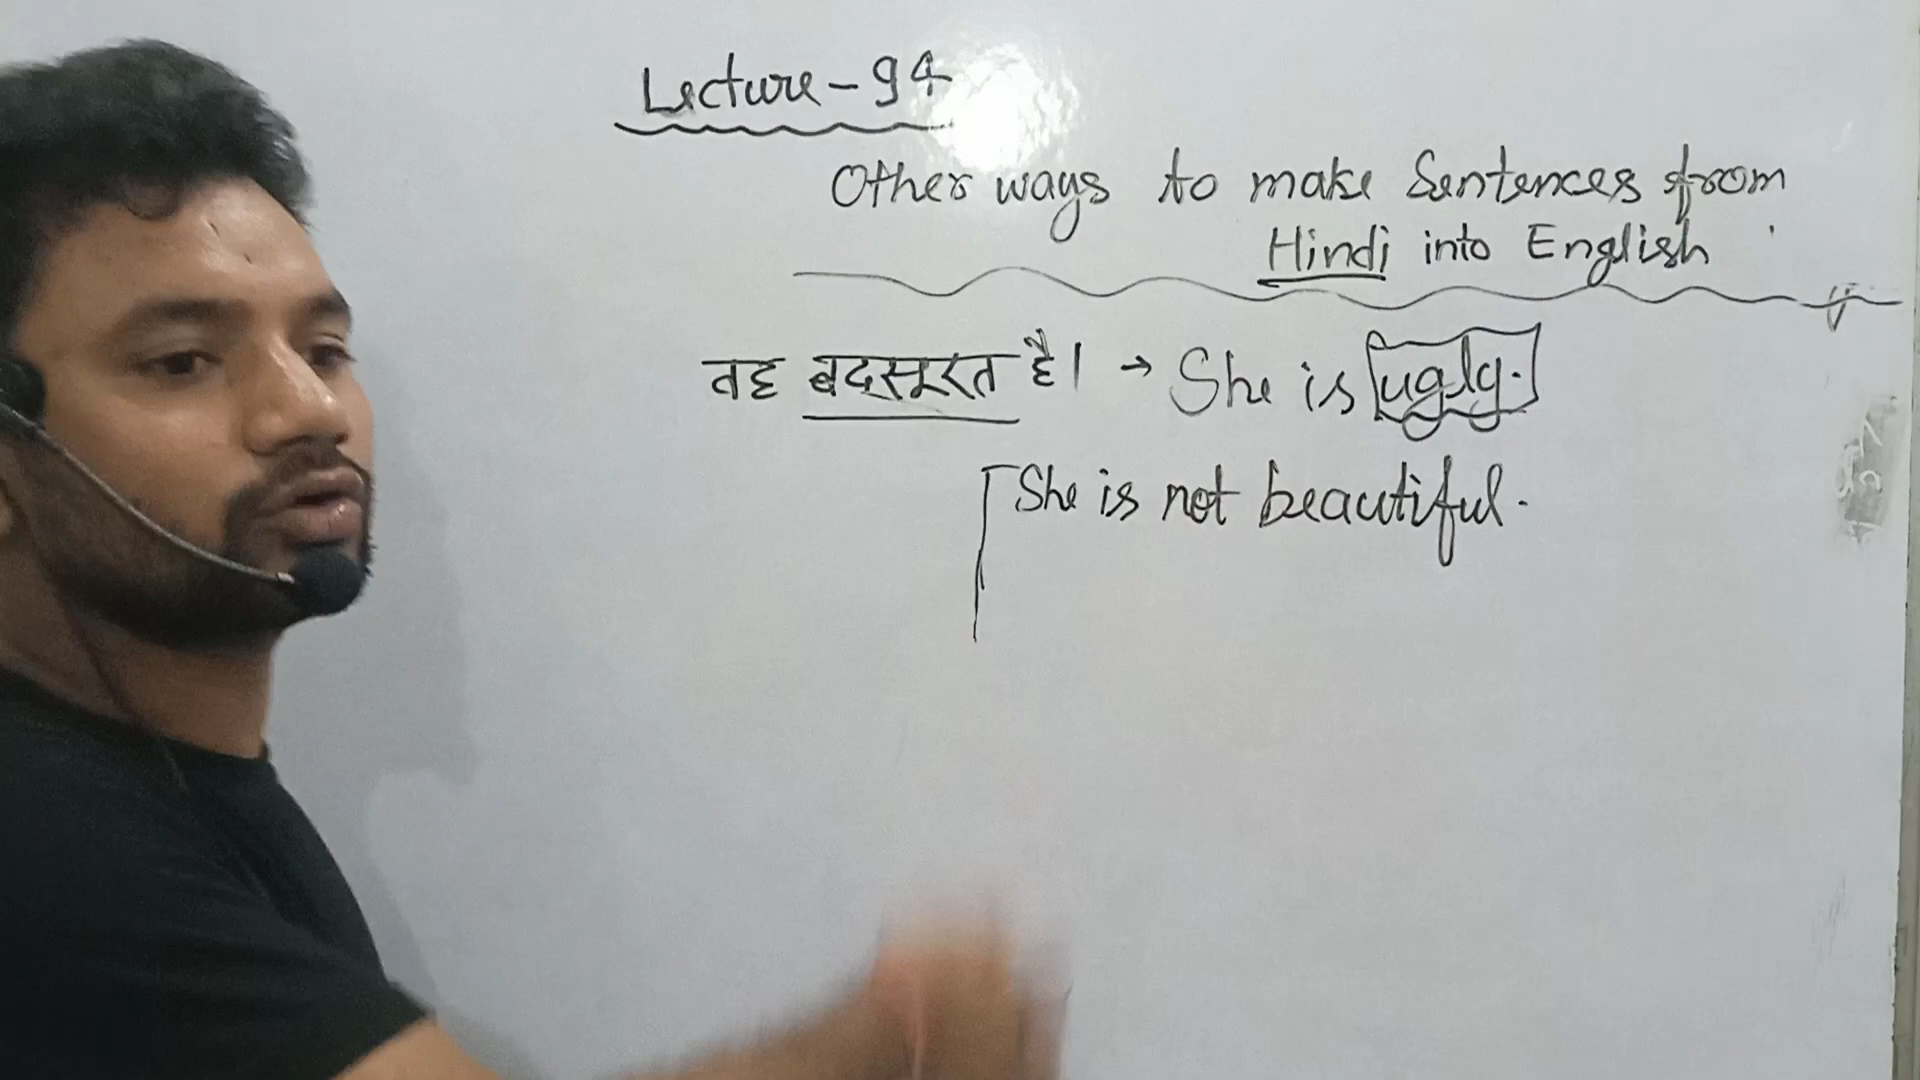 Lecture - 94
Other ways to make Sentences from
Hindi into English
वह बदसूरत है। → She is ugly.
She is not beautiful.